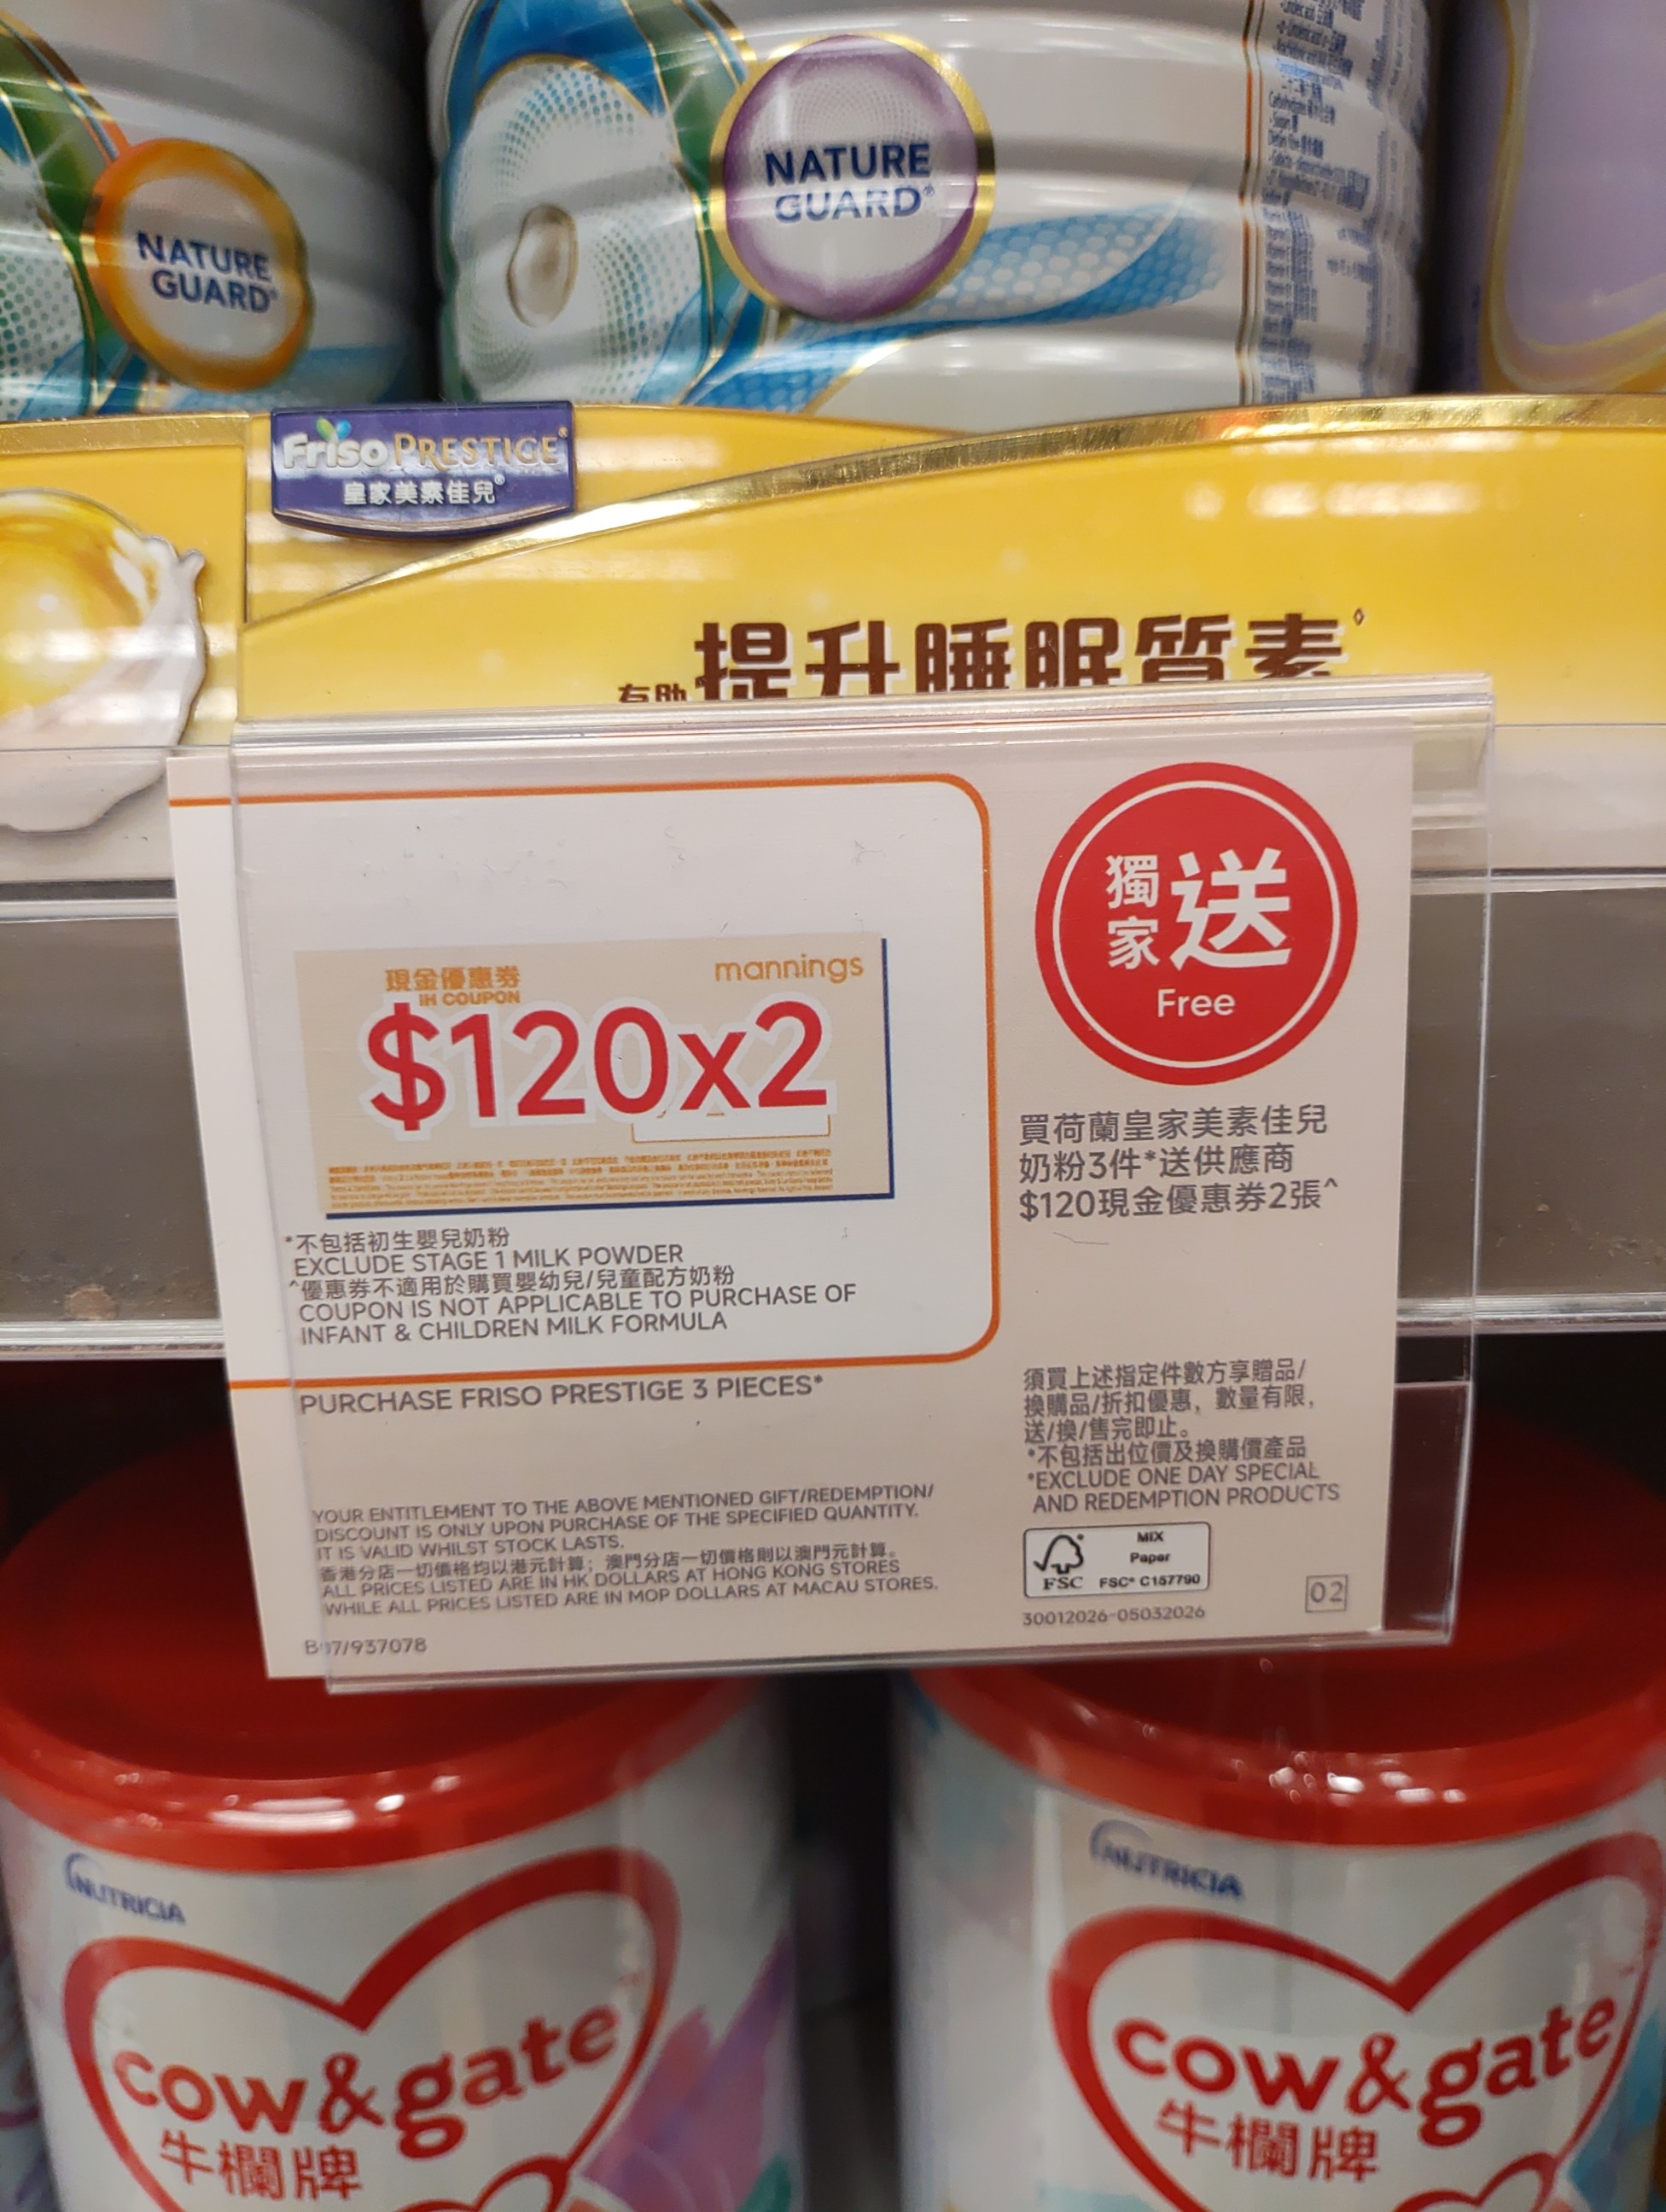 NATURE
GUARD®
NATURE
GUARD®
Friso PRESTIGE®
皇家美素佳兒®
有助提升睡眠質素◊
現金優惠券
mannings
$120x2
獨家送
Free
買荷蘭皇家美素佳兒
奶粉3件*送供應商
$120現金優惠券2張^
*不包括初生嬰兒奶粉
EXCLUDE STAGE 1 MILK POWDER
^優惠券不適用於購買嬰幼兒/兒童配方奶粉
COUPON IS NOT APPLICABLE TO PURCHASE OF
INFANT & CHILDREN MILK FORMULA
PURCHASE FRISO PRESTIGE 3 PIECES*
須買上述指定件數方享贈品/
換購品/折扣優惠，數量有限，
送/換/售完即止。
*不包括出位價及換購價產品
*EXCLUDE ONE DAY SPECIAL
AND REDEMPTION PRODUCTS
YOUR ENTITLEMENT TO THE ABOVE MENTIONED GIFT/REDEMPTION/
DISCOUNT IS ONLY UPON PURCHASE OF THE SPECIFIED QUANTITY.
IT IS VALID WHILST STOCK LASTS.
香港分店一切價格均以港元計算；澳門分店一切價格則以澳門元計算。
ALL PRICES LISTED ARE IN HK DOLLARS AT HONG KONG STORES
WHILE ALL PRICES LISTED ARE IN MOP DOLLARS AT MACAU STORES.
FSC
MIX
Paper
FSC® C157790
30012026-05032026
02
/937078
NUTRICIA
cow&gate
牛欄牌
NUTRICIA
cow&gate
牛欄牌